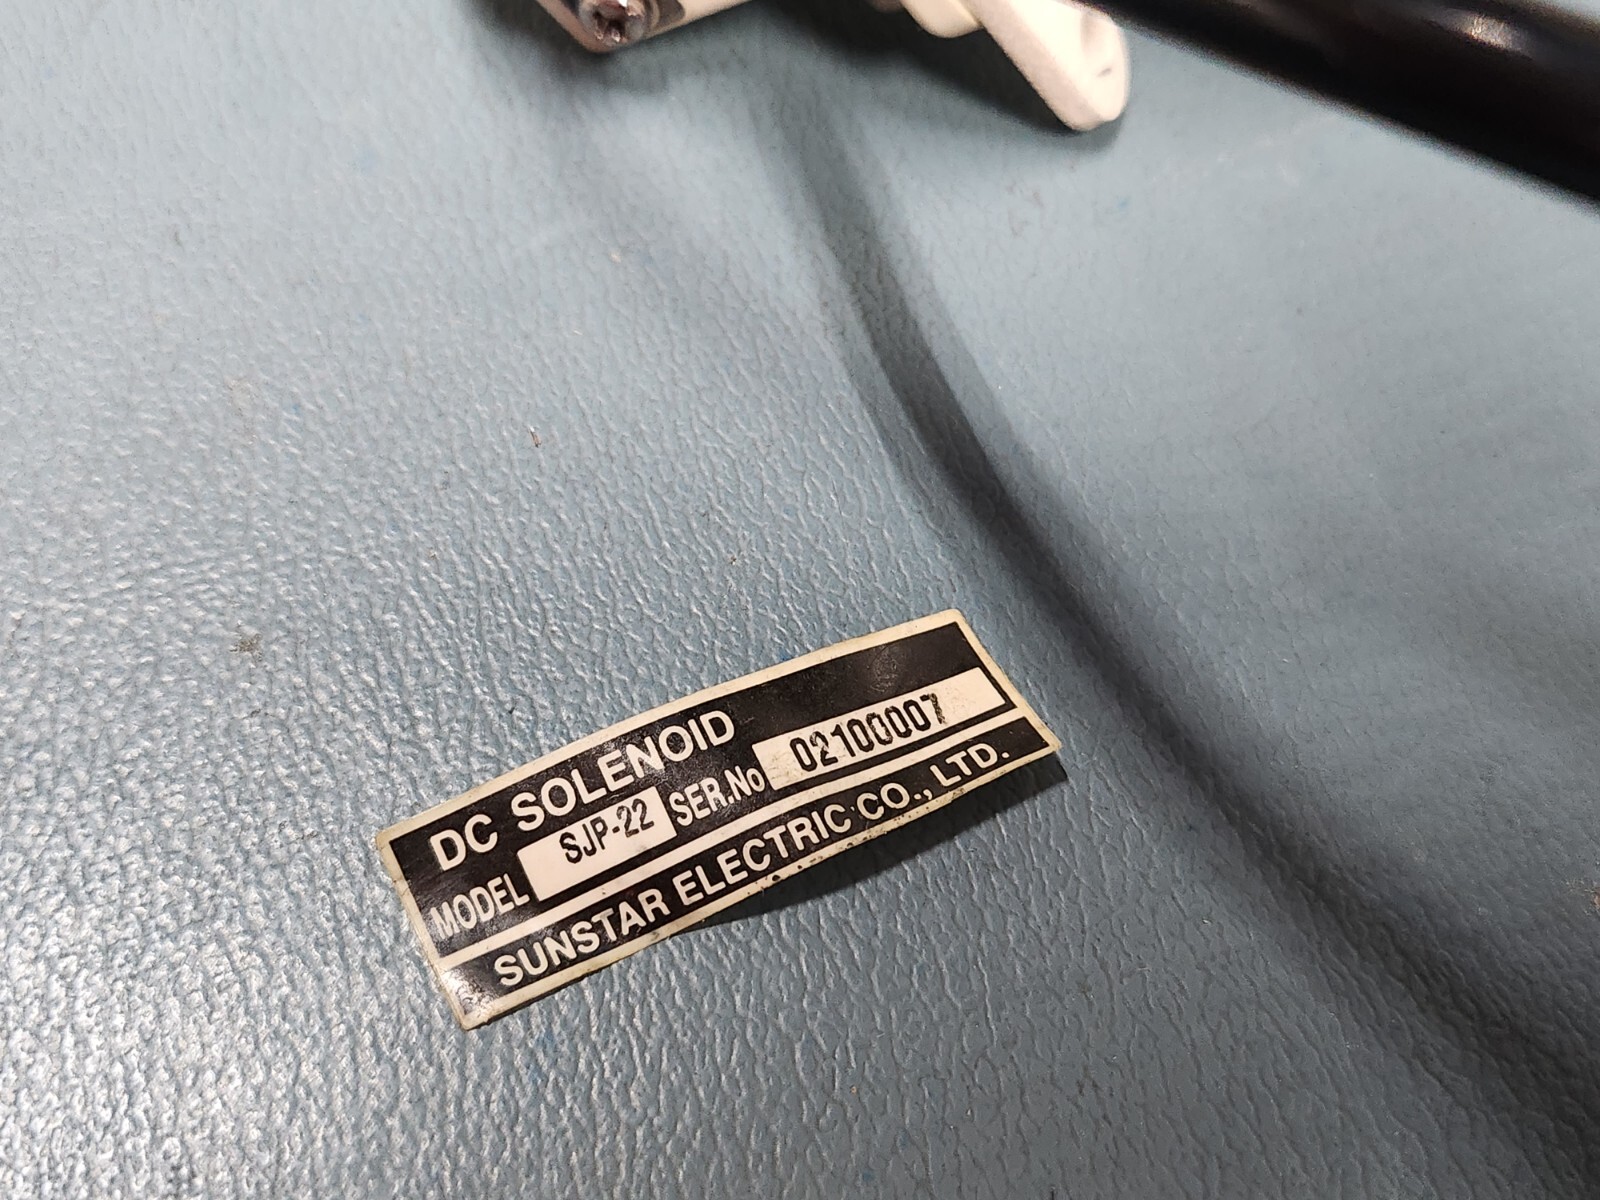 DC SOLENOID
MODEL SJP-22 SER.No 02100007
SUNSTAR ELECTRIC CO., LTD.